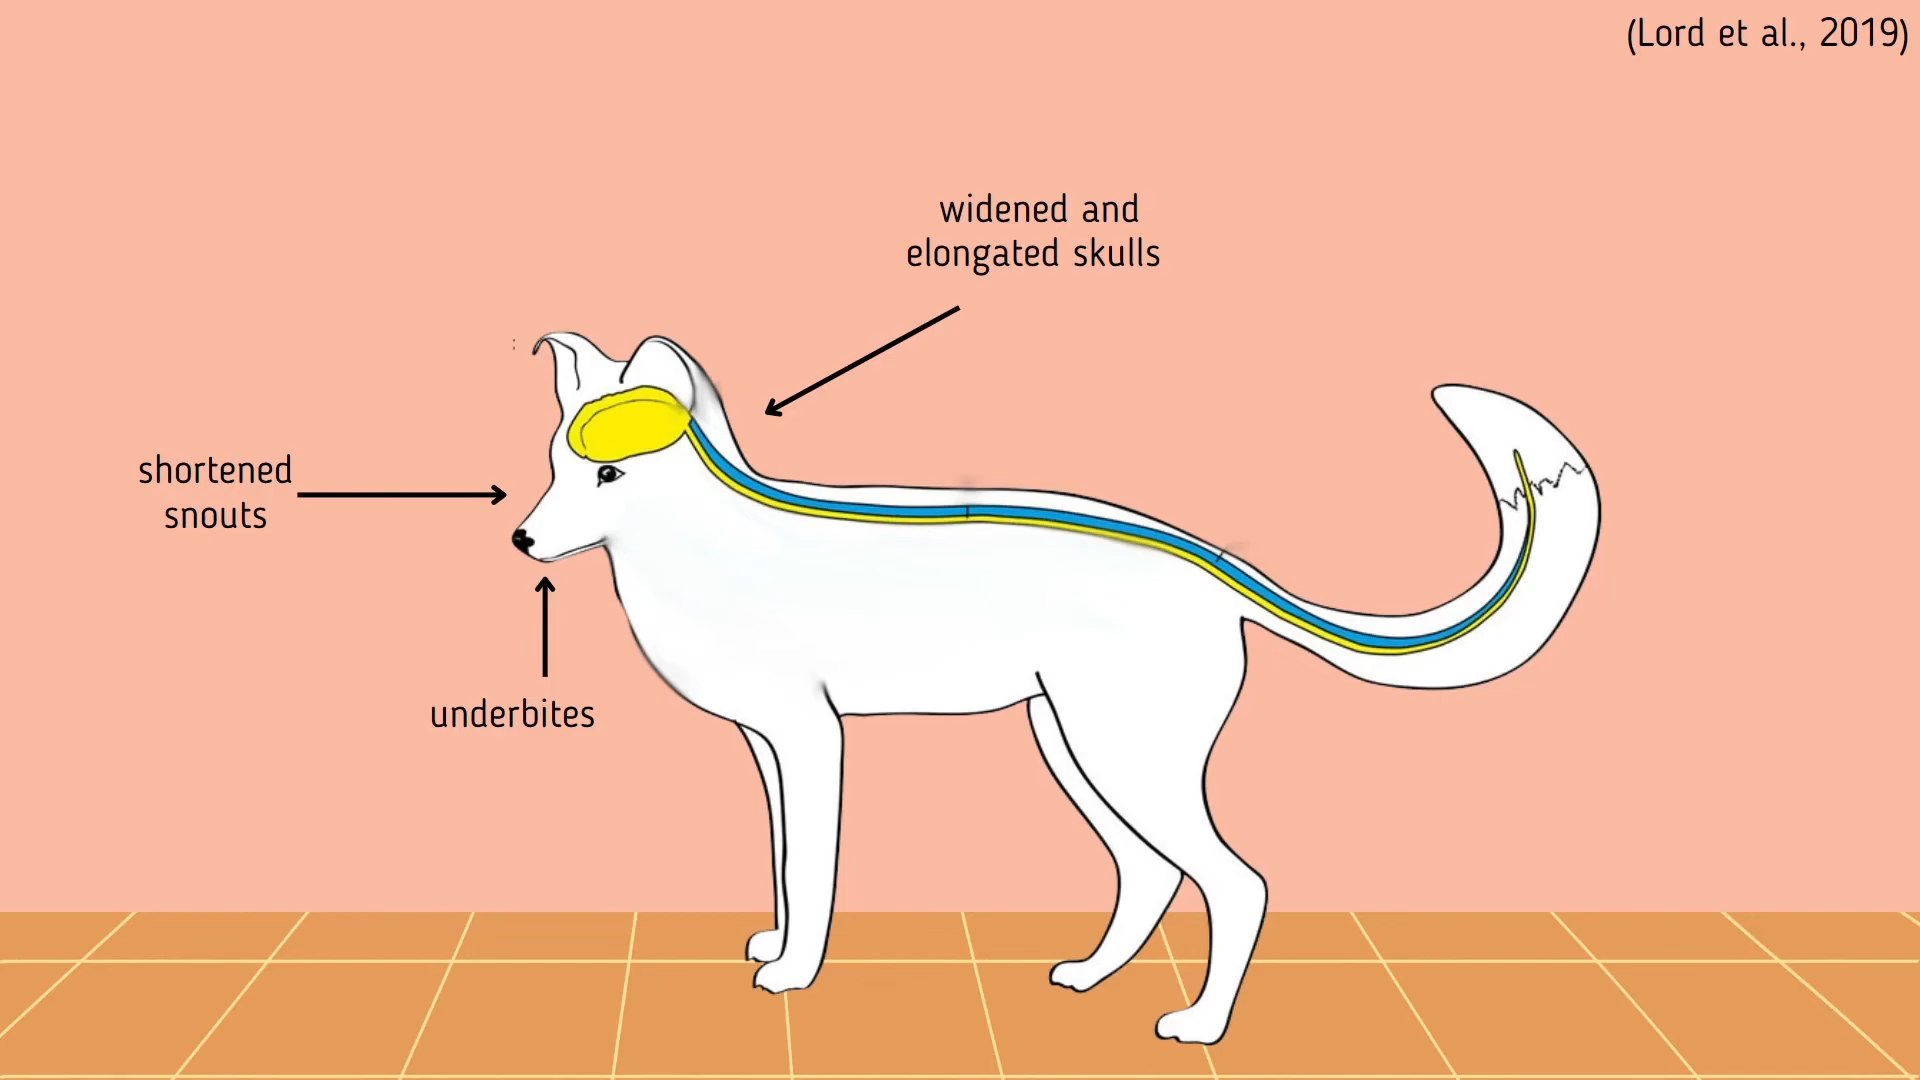 (Lord et al., 2019)
widened and
elongated skulls
shortened
snouts
underbites